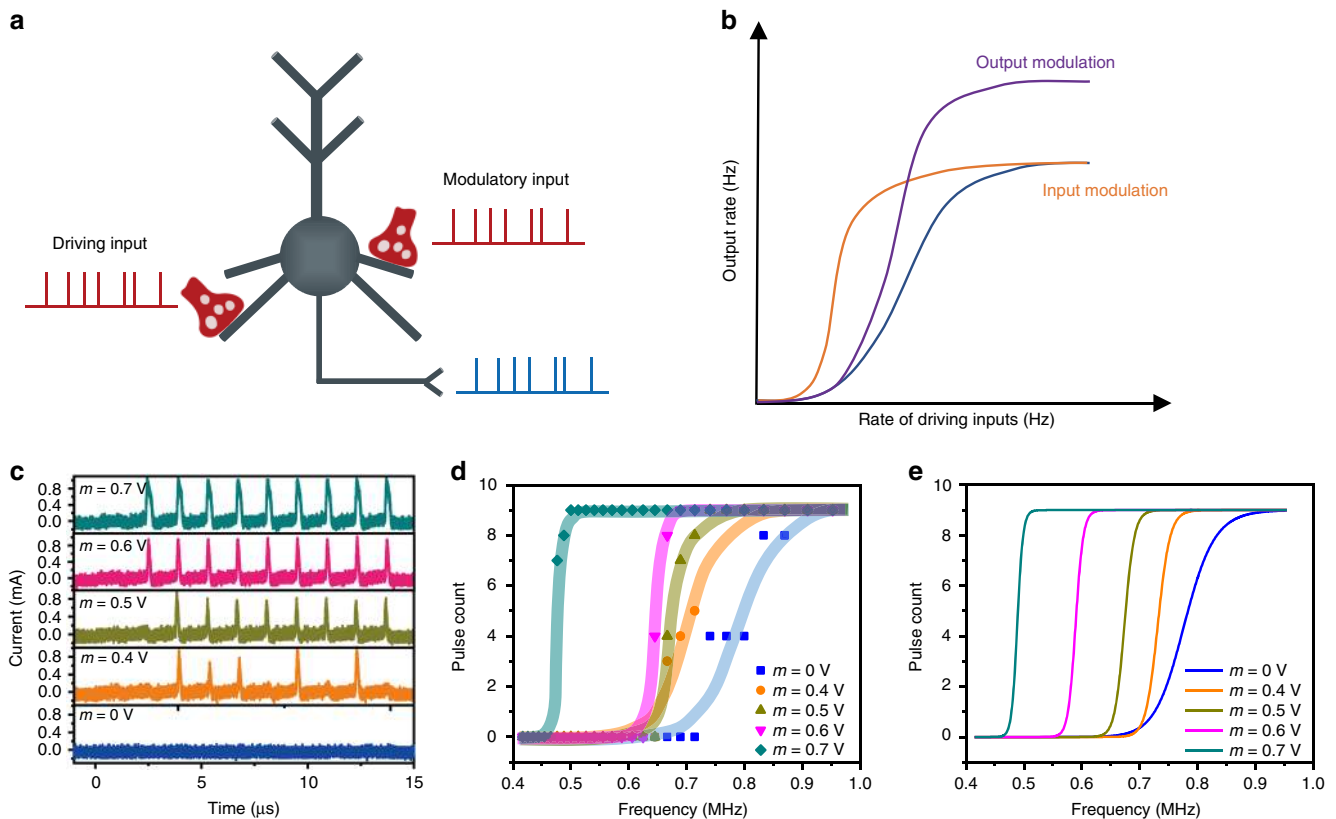 a
Driving input
Modulatory input
b
Output rate (Hz)
Output modulation
Input modulation
Rate of driving inputs (Hz)
c
Current (mA)
0.8
0.4
0.0
m = 0.7 V
0.8
0.4
0.0
m = 0.6 V
0.8
0.4
0.0
m = 0.5 V
0.8
0.4
0.0
m = 0.4 V
0.8
0.4
0.0
m = 0 V
0 5 10 15
Time (μs)
d
Pulse count
10
8
6
4
2
0
m = 0 V
m = 0.4 V
m = 0.5 V
m = 0.6 V
m = 0.7 V
0.4 0.5 0.6 0.7 0.8 0.9 1.0
Frequency (MHz)
e
Pulse count
10
8
6
4
2
0
m = 0 V
m = 0.4 V
m = 0.5 V
m = 0.6 V
m = 0.7 V
0.4 0.5 0.6 0.7 0.8 0.9 1.0
Frequency (MHz)